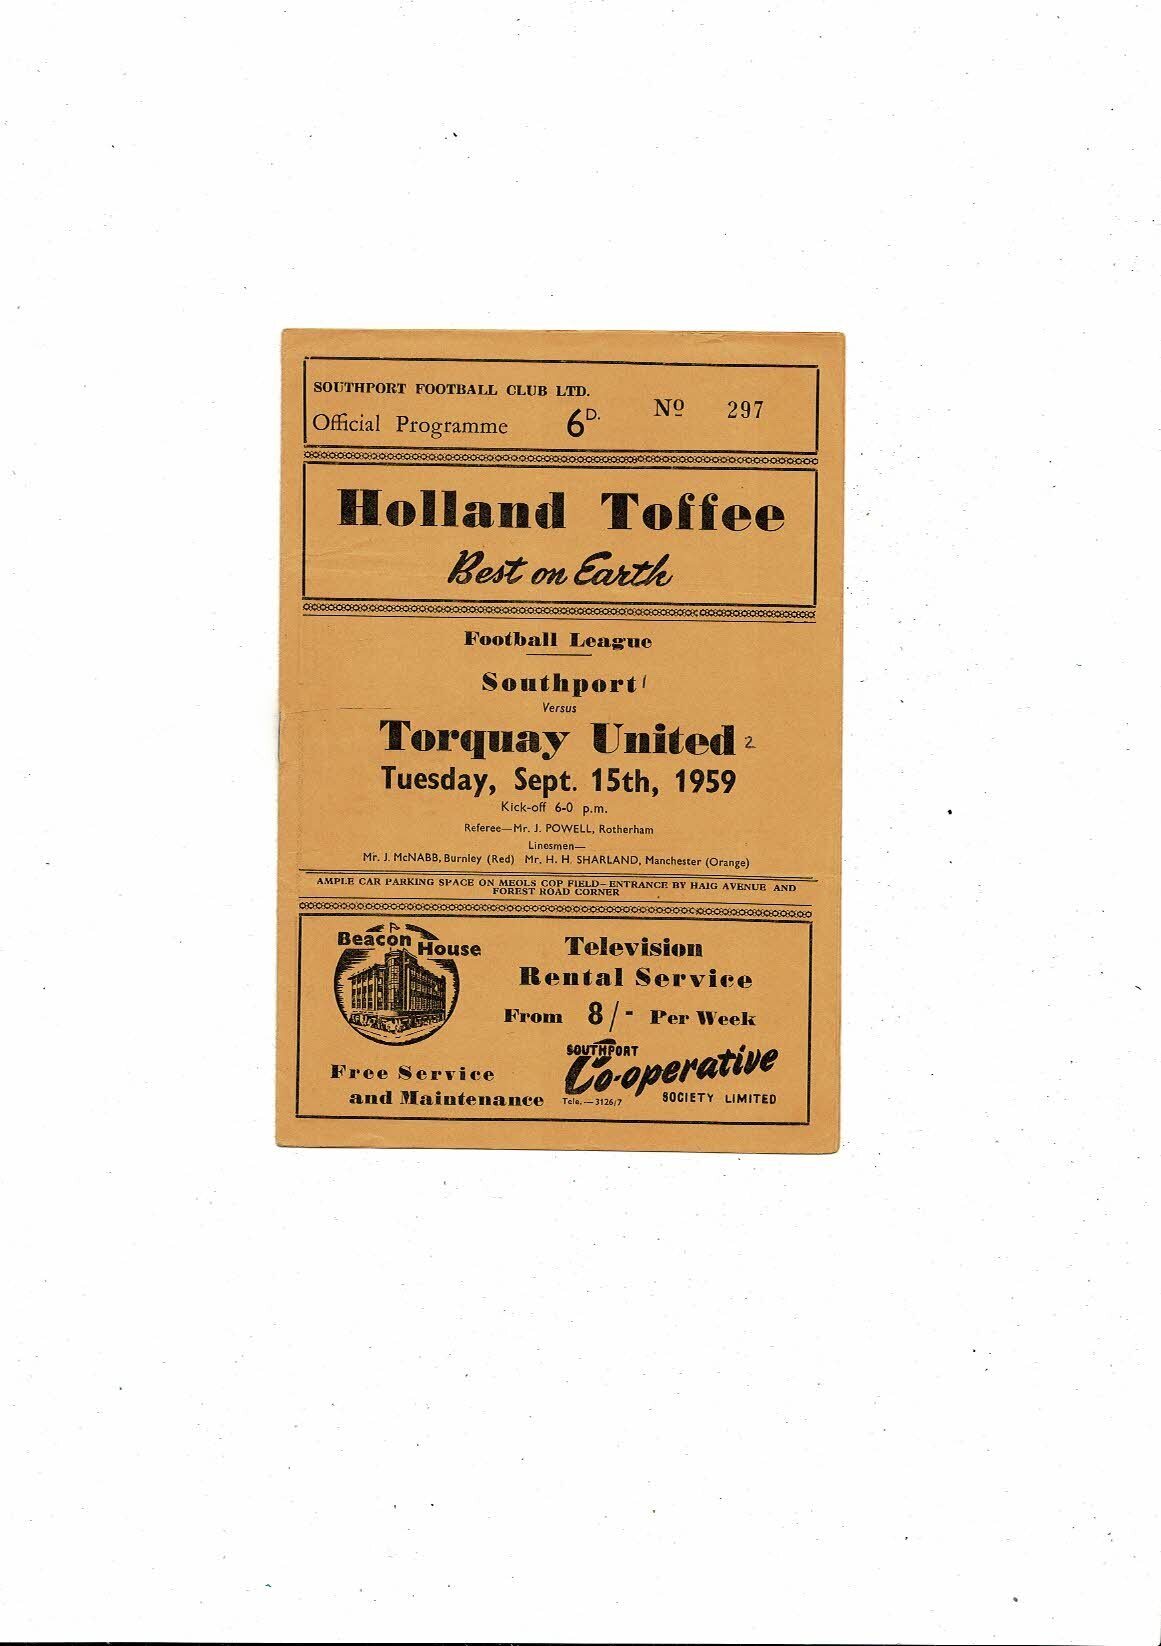 SOUTHPORT FOOTBALL CLUB LTD.
Official Programme 6D. Nº 297
Holland Toffee
Best on Earth
Football League
Southport 1
Versus
Torquay United 2
Tuesday, Sept. 15th, 1959
Kick-off 6-0 p.m.
Referee—Mr. J. POWELL, Rotherham
Linesmen—
Mr. J. McNABB, Burnley (Red) Mr. H. H. SHARLAND, Manchester (Orange)
AMPLE CAR PARKING SPACE ON MEOLS COP FIELD—ENTRANCE BY HAIG AVENUE AND
FOREST ROAD CORNER
Beacon House
Television
Rental Service
From 8/- Per Week
Free Service
and Maintenance
SOUTHPORT
Co-operative
SOCIETY LIMITED
Tele.—3126/7